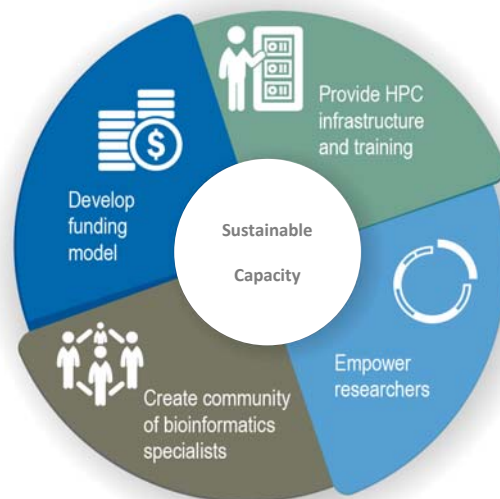 Provide HPC
infrastructure
and training
Empower
researchers
Create community
of bioinformatics
specialists
Develop
funding
model
$
Sustainable
Capacity